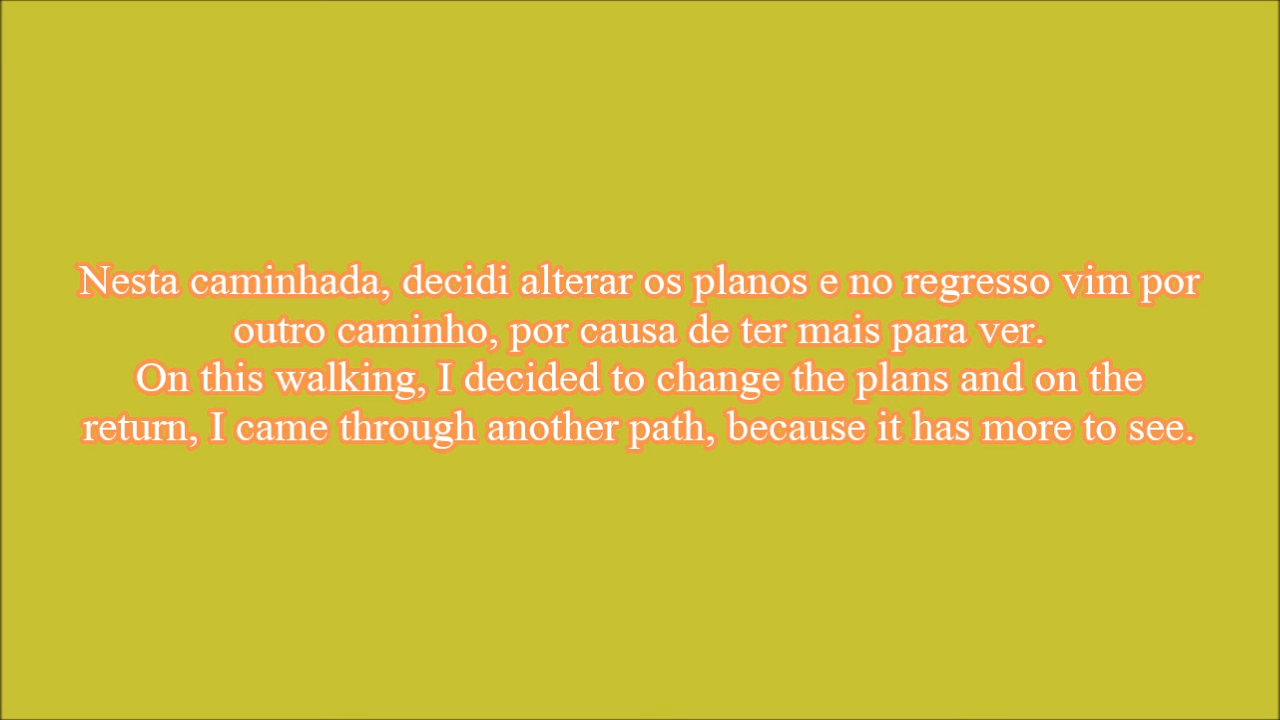 Nesta caminhada, decidi alterar os planos e no regresso vim por
outro caminho, por causa de ter mais para ver.
On this walking, I decided to change the plans and on the
return, I came through another path, because it has more to see.